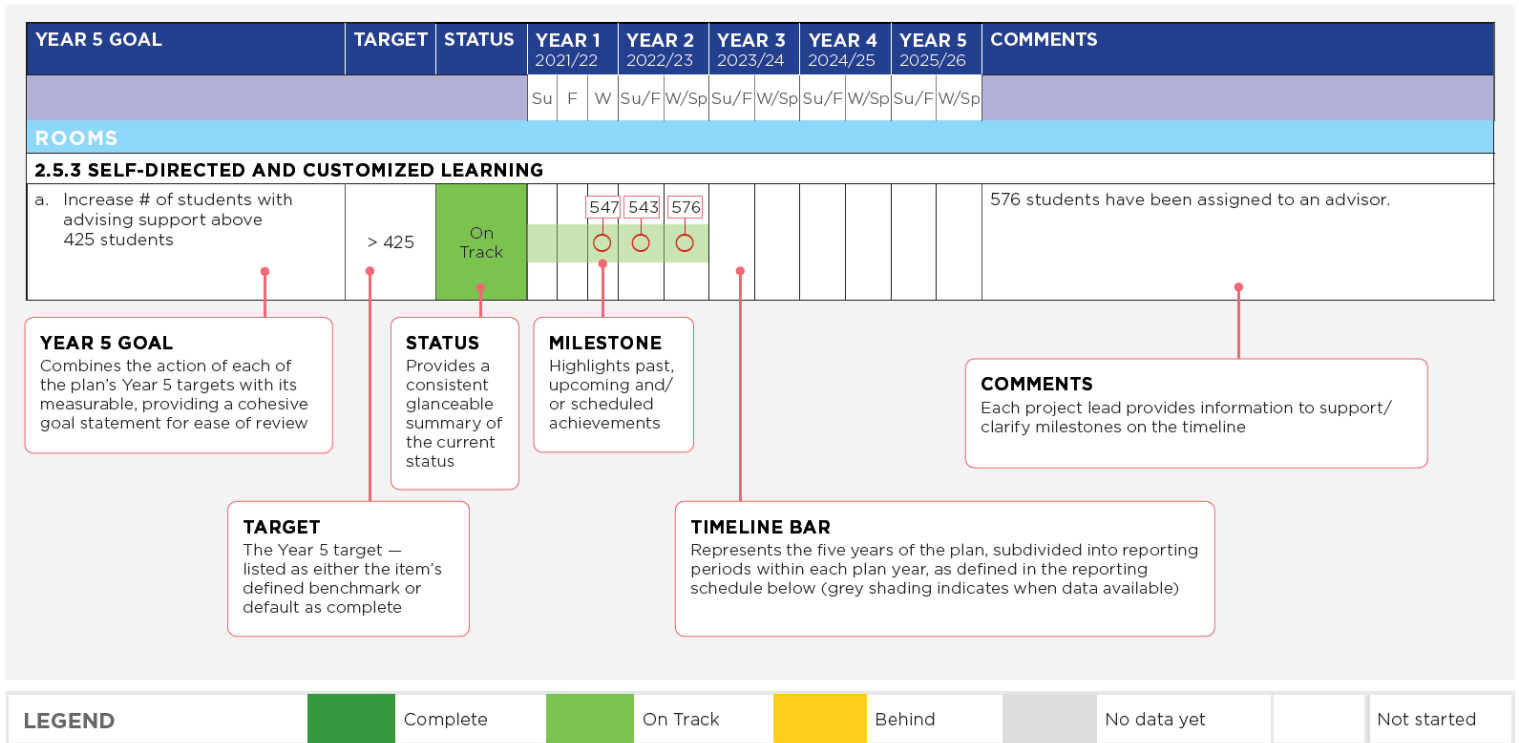 YEAR 5 GOAL TARGET STATUS YEAR 1 YEAR 2 YEAR 3 YEAR 4 YEAR 5 COMMENTS
2021/22 2022/23 2023/24 2024/25 2025/26
Su F W Su/F W/Sp Su/F W/Sp Su/F W/Sp Su/F W/Sp
ROOMS
2.5.3 SELF-DIRECTED AND CUSTOMIZED LEARNING
a. Increase # of students with
advising support above
425 students
> 425
On
Track
547 543 576
576 students have been assigned to an advisor.
YEAR 5 GOAL
Combines the action of each of
the plan's Year 5 targets with its
measurable, providing a cohesive
goal statement for ease of review
STATUS
Provides a
consistent
glanceable
summary of
the current
status
MILESTONE
Highlights past,
upcoming and/
or scheduled
achievements
COMMENTS
Each project lead provides information to support/
clarify milestones on the timeline
TARGET
The Year 5 target —
listed as either the item's
defined benchmark or
default as complete
TIMELINE BAR
Represents the five years of the plan, subdivided into reporting
periods within each plan year, as defined in the reporting
schedule below (grey shading indicates when data available)
LEGEND Complete On Track Behind No data yet Not started